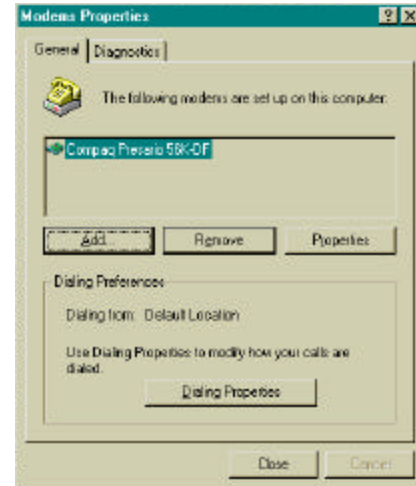 Modems Properties
General
Diagnostics
The following modems are set up on this computer:
Compaq Presario 56K-DF
Add...
Remove
Properties
Dialing Preferences
Dialing from: Default Location
Use Dialing Properties to modify how your calls are
dialed.
Dialing Properties
Close
Cancel